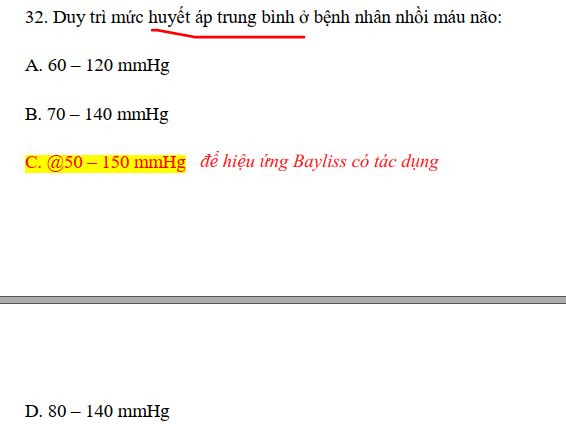 32. Duy trì mức huyết áp trung bình ở bệnh nhân nhồi máu não:
A. 60 – 120 mmHg
B. 70 – 140 mmHg
C. @50 – 150 mmHg để hiệu ứng Bayliss có tác dụng
D. 80 – 140 mmHg